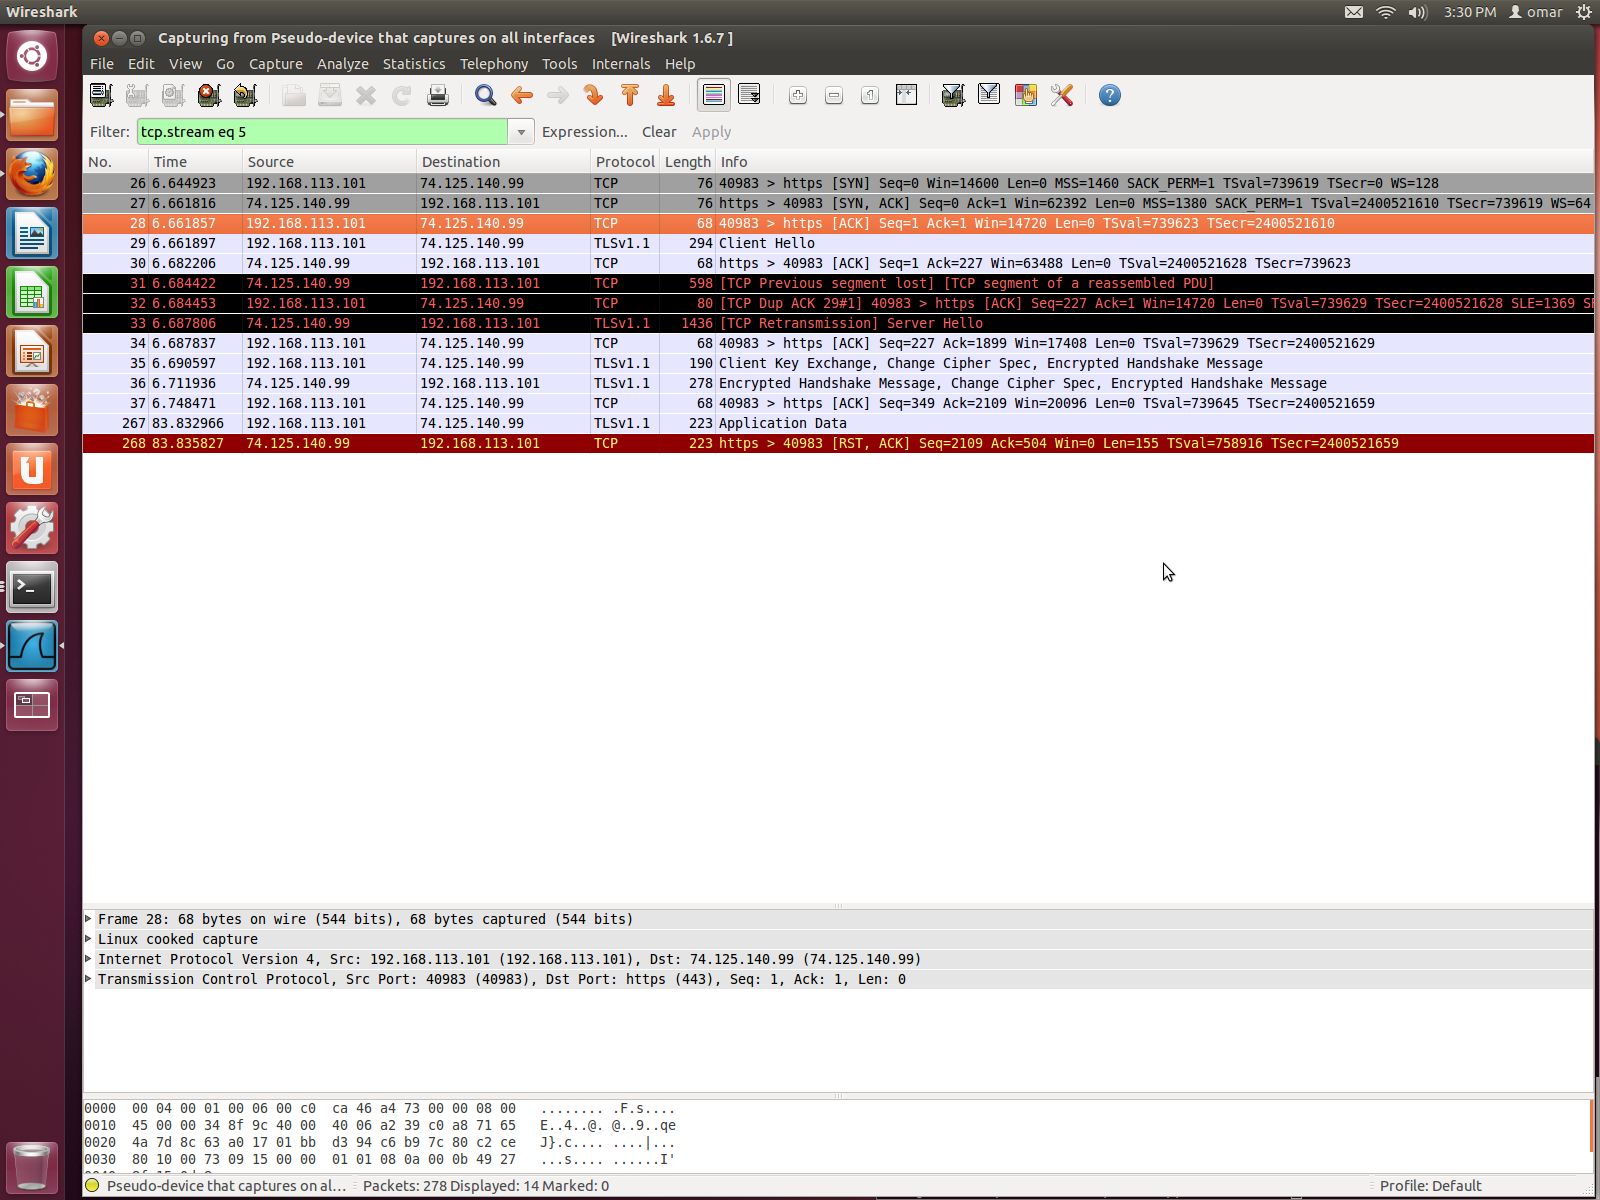 Wireshark
3:30 PM omar
Capturing from Pseudo-device that captures on all interfaces [Wireshark 1.6.7 ]
File Edit View Go Capture Analyze Statistics Telephony Tools Internals Help
Filter: tcp.stream eq 5 Expression... Clear Apply
No. Time Source Destination Protocol Length Info
26 6.644923 192.168.113.101 74.125.140.99 TCP 76 40983 > https [SYN] Seq=0 Win=14600 Len=0 MSS=1460 SACK_PERM=1 TSval=739619 TSecr=0 WS=128
27 6.661816 74.125.140.99 192.168.113.101 TCP 76 https > 40983 [SYN, ACK] Seq=0 Ack=1 Win=62392 Len=0 MSS=1380 SACK_PERM=1 TSval=2400521610 TSecr=739619 WS=64
28 6.661857 192.168.113.101 74.125.140.99 TCP 68 40983 > https [ACK] Seq=1 Ack=1 Win=14720 Len=0 TSval=739623 TSecr=2400521610
29 6.661897 192.168.113.101 74.125.140.99 TLSv1.1 294 Client Hello
30 6.682206 74.125.140.99 192.168.113.101 TCP 68 https > 40983 [ACK] Seq=1 Ack=227 Win=63488 Len=0 TSval=2400521628 TSecr=739623
31 6.684422 74.125.140.99 192.168.113.101 TCP 598 [TCP Previous segment lost] [TCP segment of a reassembled PDU]
32 6.684453 192.168.113.101 74.125.140.99 TCP 80 [TCP Dup ACK 29#1] 40983 > https [ACK] Seq=227 Ack=1 Win=14720 Len=0 TSval=739629 TSecr=2400521628 SLE=1369
33 6.687806 74.125.140.99 192.168.113.101 TLSv1.1 1436 [TCP Retransmission] Server Hello
34 6.687837 192.168.113.101 74.125.140.99 TCP 68 40983 > https [ACK] Seq=227 Ack=1899 Win=17408 Len=0 TSval=739629 TSecr=2400521629
35 6.690597 192.168.113.101 74.125.140.99 TLSv1.1 190 Client Key Exchange, Change Cipher Spec, Encrypted Handshake Message
36 6.711936 74.125.140.99 192.168.113.101 TLSv1.1 278 Encrypted Handshake Message, Change Cipher Spec, Encrypted Handshake Message
37 6.748471 192.168.113.101 74.125.140.99 TCP 68 40983 > https [ACK] Seq=349 Ack=2109 Win=20096 Len=0 TSval=739645 TSecr=2400521659
267 83.832966 192.168.113.101 74.125.140.99 TLSv1.1 223 Application Data
268 83.835827 74.125.140.99 192.168.113.101 TCP 223 https > 40983 [RST, ACK] Seq=2109 Ack=504 Win=0 Len=155 TSval=758916 TSecr=2400521659
Frame 28: 68 bytes on wire (544 bits), 68 bytes captured (544 bits)
Linux cooked capture
Internet Protocol Version 4, Src: 192.168.113.101 (192.168.113.101), Dst: 74.125.140.99 (74.125.140.99)
Transmission Control Protocol, Src Port: 40983 (40983), Dst Port: https (443), Seq: 1, Ack: 1, Len: 0
0000 00 04 00 01 00 06 00 c0 ca 46 a4 73 00 00 08 00 ........ .F.s....
0010 45 00 00 34 8f 9c 40 00 40 06 a2 39 c0 a8 71 65 E..4..@. @..9..qe
0020 4a 7d 8c 63 a0 17 01 bb d3 94 c6 b9 7c 80 c2 ce J}.c.... ....|...
0030 80 10 00 73 09 15 00 00 01 01 08 0a 00 0b 49 27 ...s.... ......I'
Pseudo-device that captures on al... Packets: 278 Displayed: 14 Marked: 0 Profile: Default